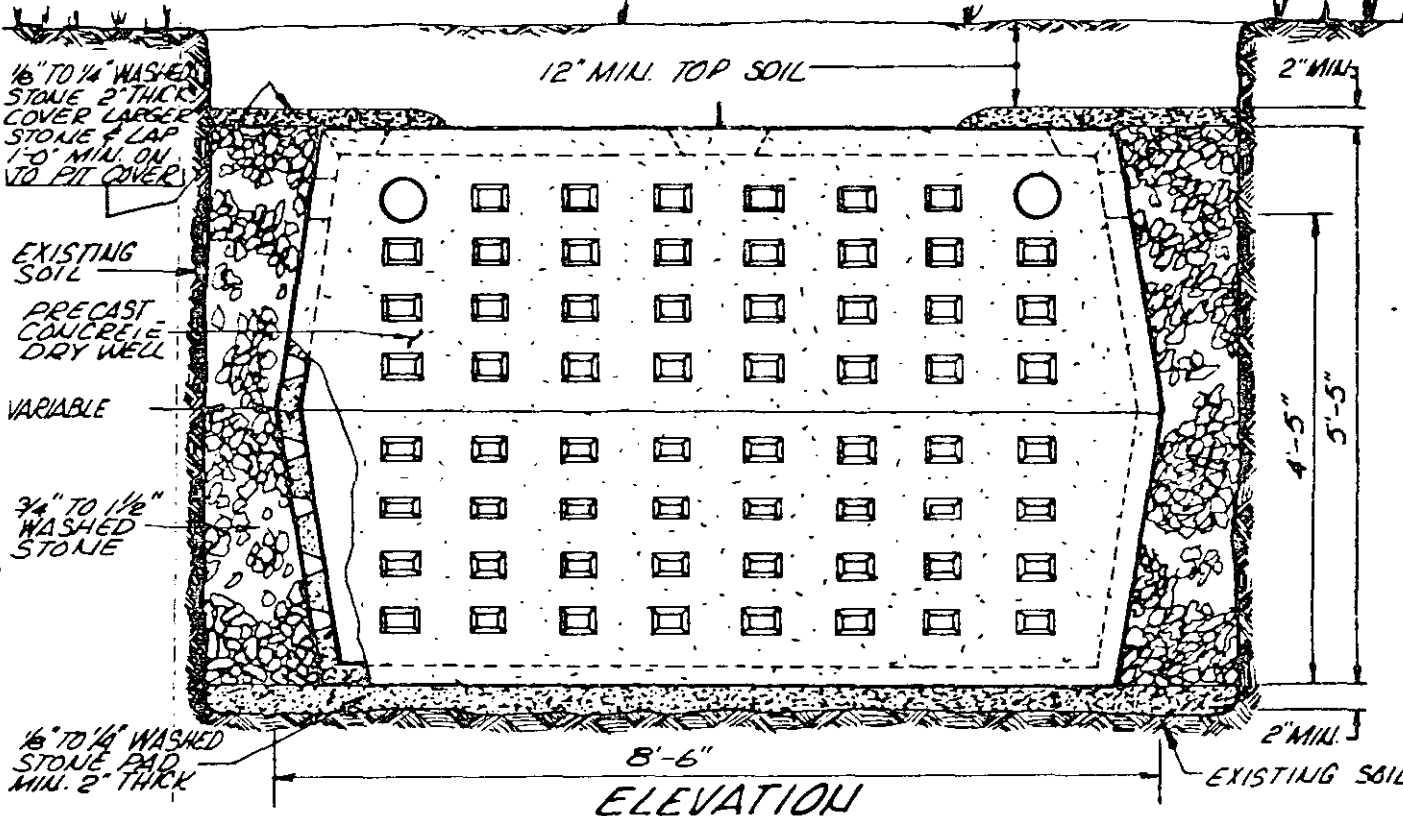 1/8" TO 1/4" WASHED
STONE 2" THICK
COVER LARGER
STONE & LAP
1'-0" MIN. ON
TO PIT COVER
12" MIN. TOP SOIL
2" MIN.
EXISTING
SOIL
PRECAST
CONCRETE
DRY WELL
VARIABLE
4'-5"
5'-5"
3/4" TO 1 1/2"
WASHED
STONE
1/8" TO 1/4" WASHED
STONE PAD
MIN. 2" THICK
8'-6"
2" MIN.
EXISTING SOIL
ELEVATION